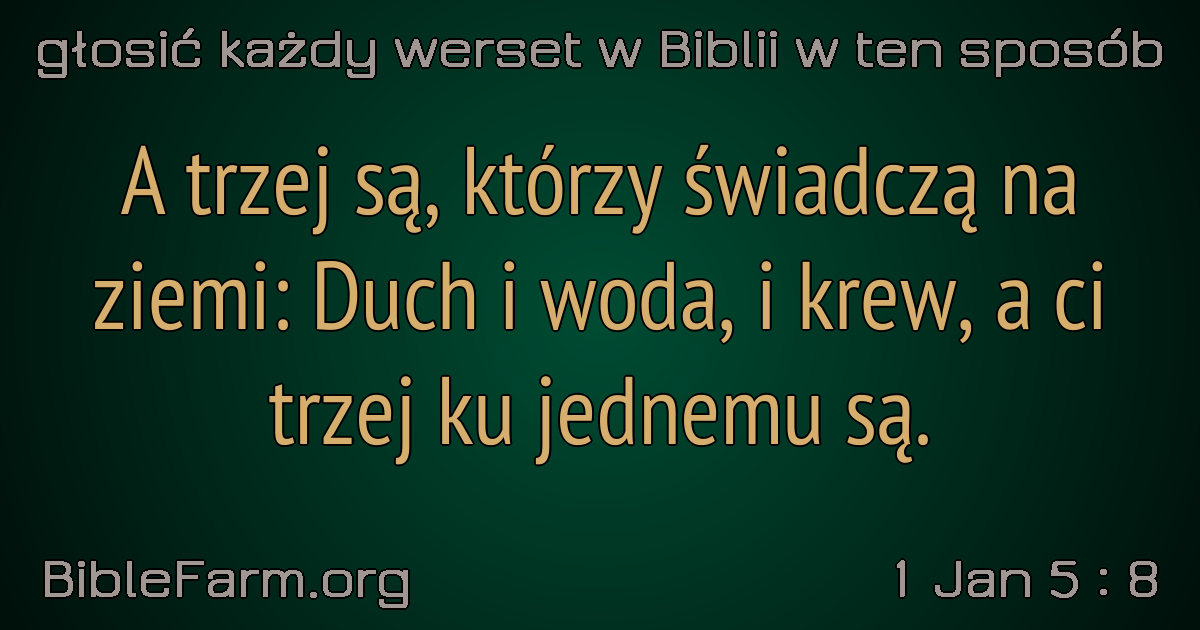 głosić każdy werset w Biblii w ten sposób
A trzej są, którzy świadczą na
ziemi: Duch i woda, i krew, a ci
trzej ku jednemu są.
BibleFarm.org
1 Jan 5 : 8